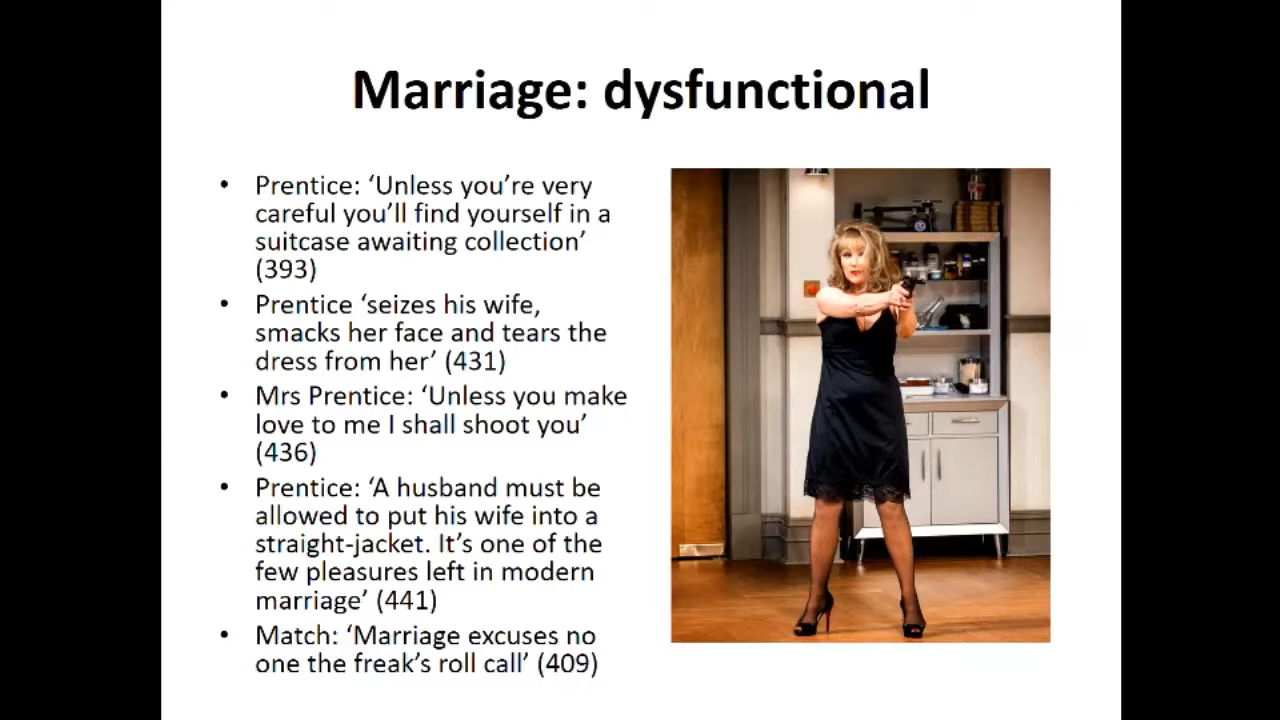 Marriage: dysfunctional
• Prentice: ‘Unless you’re very
careful you’ll find yourself in a
suitcase awaiting collection’
(393)
• Prentice ‘seizes his wife,
smacks her face and tears the
dress from her’ (431)
• Mrs Prentice: ‘Unless you make
love to me I shall shoot you’
(436)
• Prentice: ‘A husband must be
allowed to put his wife into a
straight-jacket. It’s one of the
few pleasures left in modern
marriage’ (441)
• Match: ‘Marriage excuses no
one the freak’s roll call’ (409)